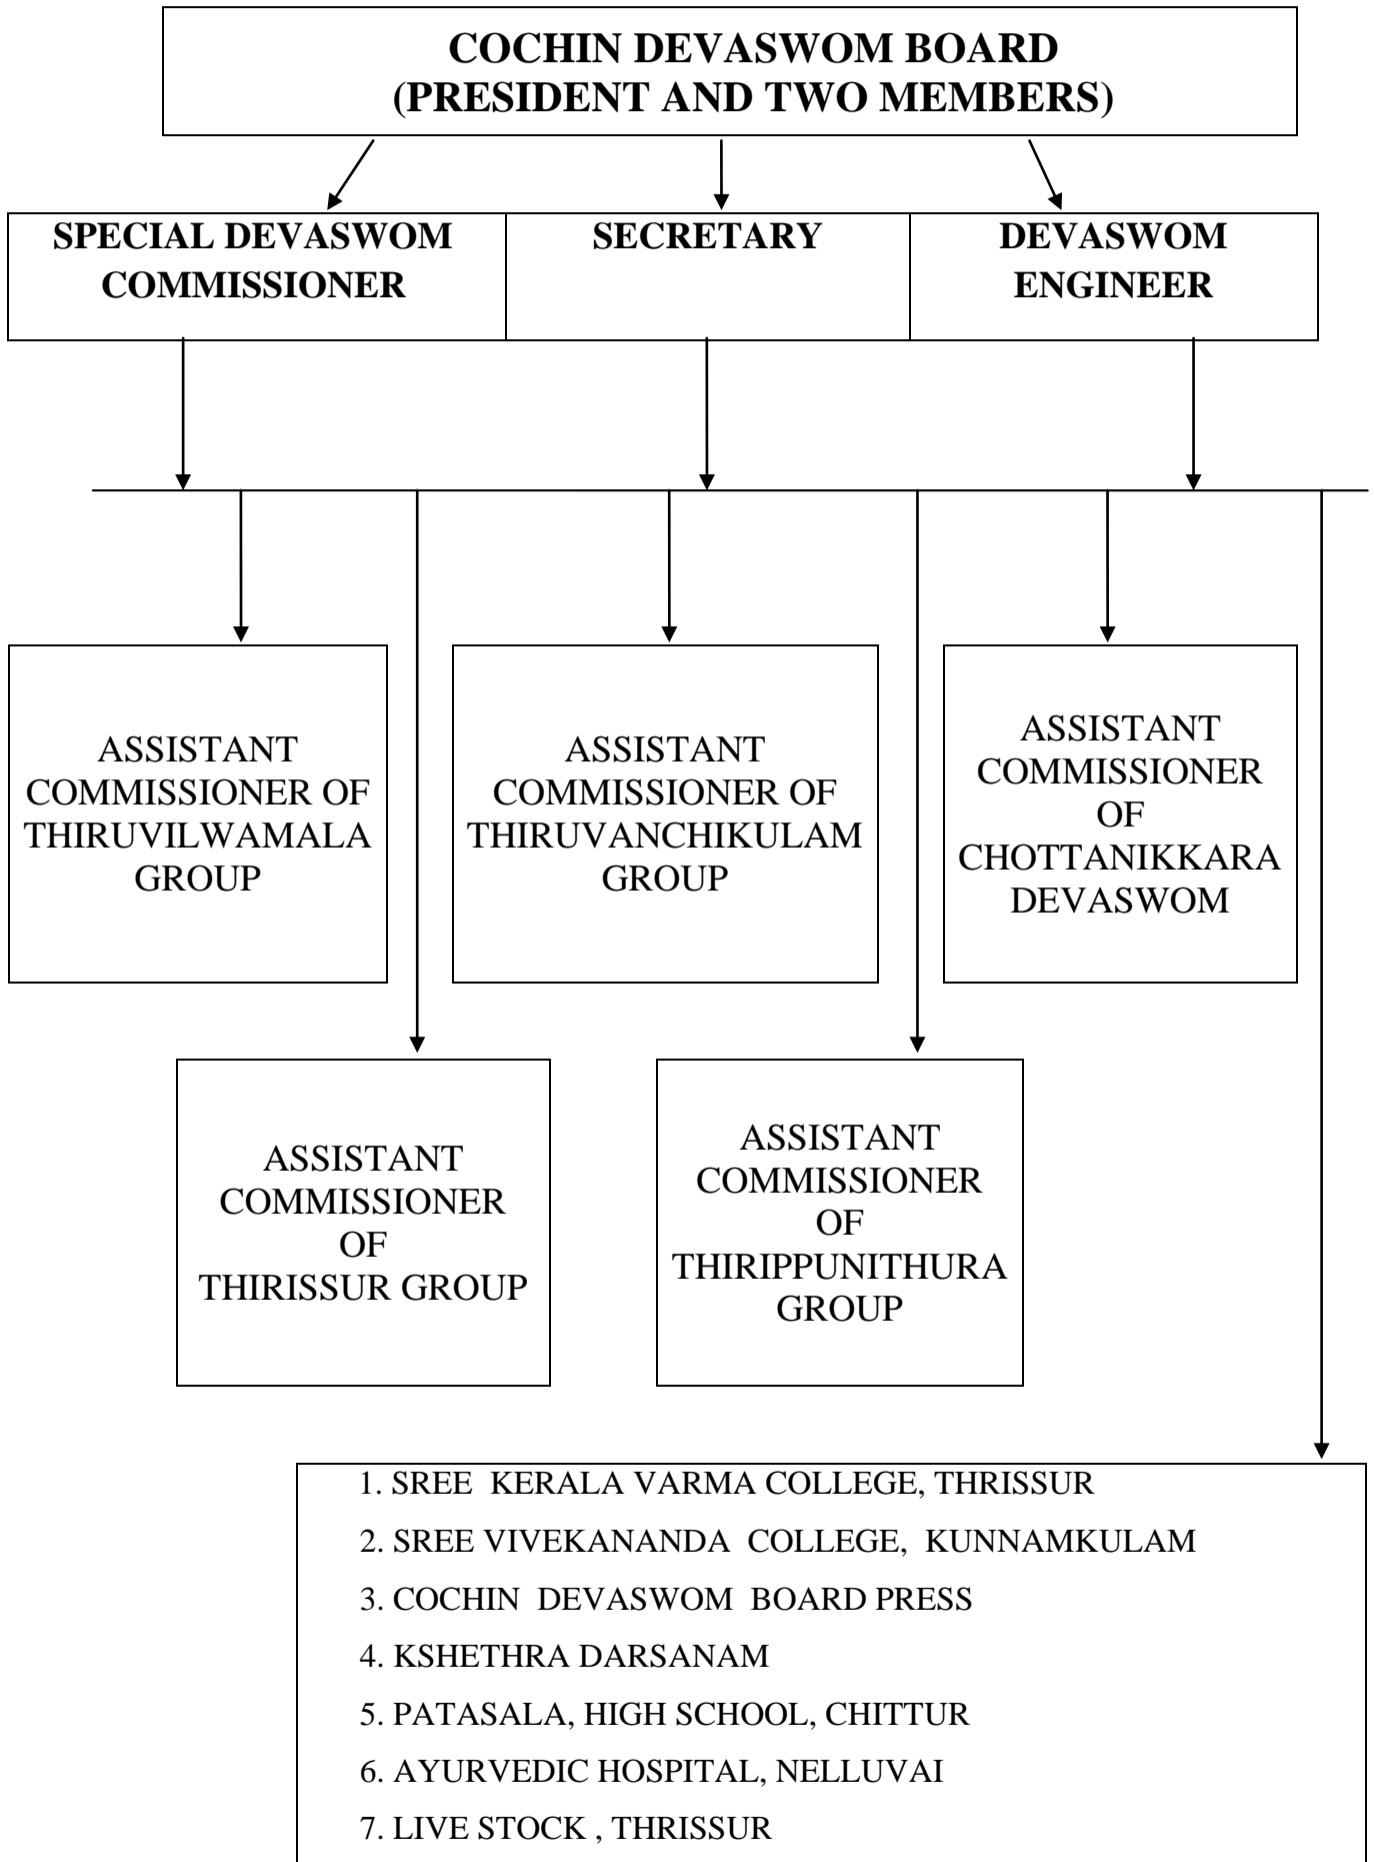 COCHIN DEVASWOM BOARD
(PRESIDENT AND TWO MEMBERS)
SPECIAL DEVASWOM
COMMISSIONER
SECRETARY
DEVASWOM
ENGINEER
ASSISTANT
COMMISSIONER OF
THIRUVILWAMALA
GROUP
ASSISTANT
COMMISSIONER OF
THIRUVANCHIKULAM
GROUP
ASSISTANT
COMMISSIONER
OF
CHOTTANIKKARA
DEVASWOM
ASSISTANT
COMMISSIONER
OF
THIRISSUR GROUP
ASSISTANT
COMMISSIONER
OF
THIRIPPUNITHURA
GROUP
1. SREE KERALA VARMA COLLEGE, THRISSUR
2. SREE VIVEKANANDA COLLEGE, KUNNAMKULAM
3. COCHIN DEVASWOM BOARD PRESS
4. KSHETHRA DARSANAM
5. PATASALA, HIGH SCHOOL, CHITTUR
6. AYURVEDIC HOSPITAL, NELLUVAI
7. LIVE STOCK , THRISSUR